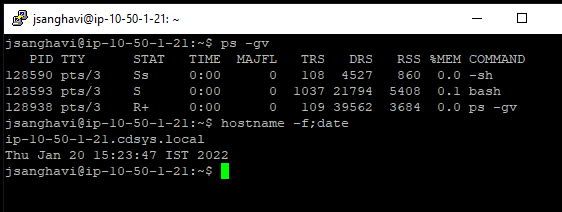 jsanghavi@ip-10-50-1-21: ~
jsanghavi@ip-10-50-1-21:~$ ps -gv
PID TTY STAT TIME MAJFL TRS DRS RSS %MEM COMMAND
128590 pts/3 Ss 0:00 0 108 4527 860 0.0 -sh
128593 pts/3 S 0:00 0 1037 21794 5408 0.1 bash
128938 pts/3 R+ 0:00 0 109 39562 3684 0.0 ps -gv
jsanghavi@ip-10-50-1-21:~$ hostname -f;date
ip-10-50-1-21.cdsys.local
Thu Jan 20 15:23:47 IST 2022
jsanghavi@ip-10-50-1-21:~$